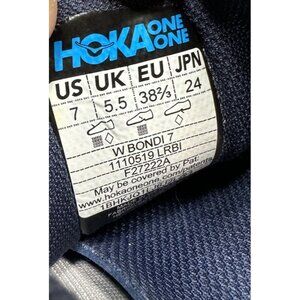 HOKA ONE ONE
US UK EU JPN
7 5.5 38⅔ 24
W BONDI 7
1110519 LRBI
F27222A
May be covered by Pat.
www.hokaoneone.com/